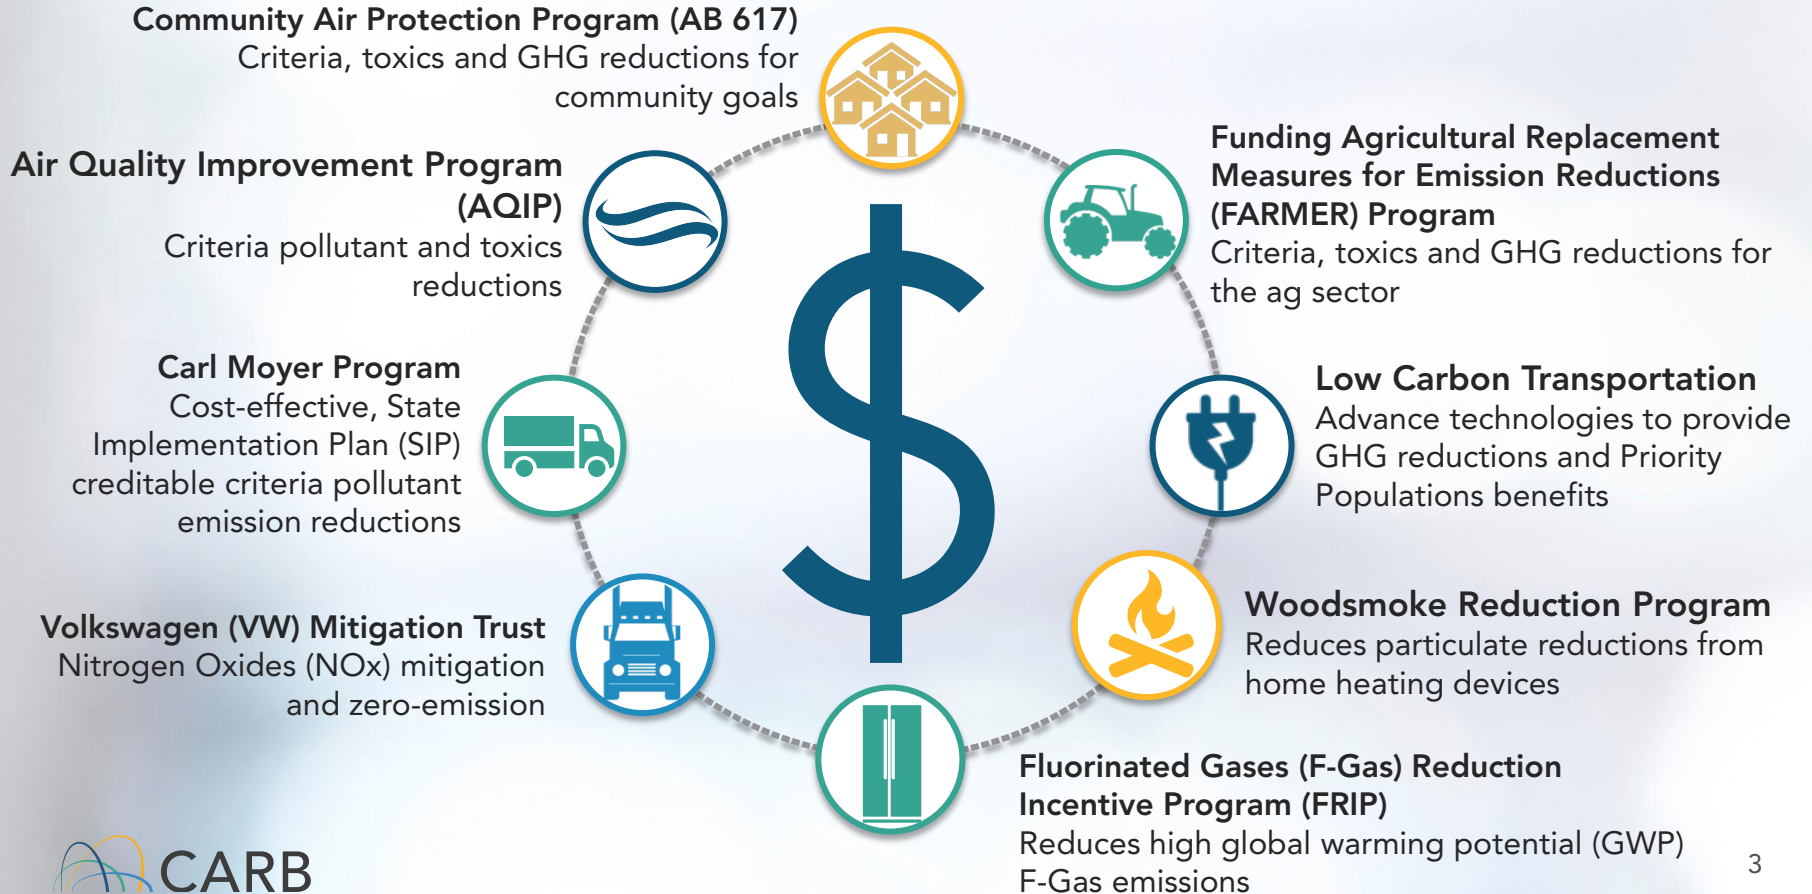 Community Air Protection Program (AB 617)
Criteria, toxics and GHG reductions for
community goals
Funding Agricultural Replacement
Measures for Emission Reductions
(FARMER) Program
Criteria, toxics and GHG reductions for
the ag sector
Low Carbon Transportation
Advance technologies to provide
GHG reductions and Priority
Populations benefits
Woodsmoke Reduction Program
Reduces particulate reductions from
home heating devices
Fluorinated Gases (F-Gas) Reduction
Incentive Program (FRIP)
Reduces high global warming potential (GWP)
F-Gas emissions
Volkswagen (VW) Mitigation Trust
Nitrogen Oxides (NOx) mitigation
and zero-emission
Carl Moyer Program
Cost-effective, State
Implementation Plan (SIP)
creditable criteria pollutant
emission reductions
Air Quality Improvement Program
(AQIP)
Criteria pollutant and toxics
reductions
$
CARB
3